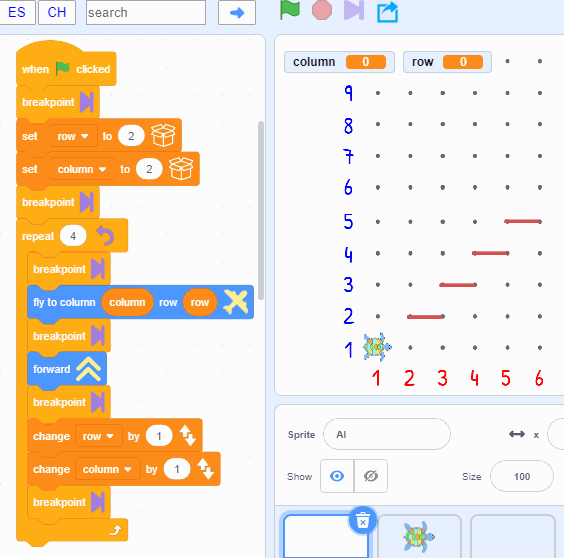 ES CH search
when clicked
breakpoint
set row to 2
set column to 2
breakpoint
repeat 4
breakpoint
fly to column column row row
breakpoint
forward
breakpoint
change row by 1
change column by 1
breakpoint
column 0 row 0
9
8
7
6
5
4
3
2
1
1 2 3 4 5 6
Sprite Al x
Show Size 100